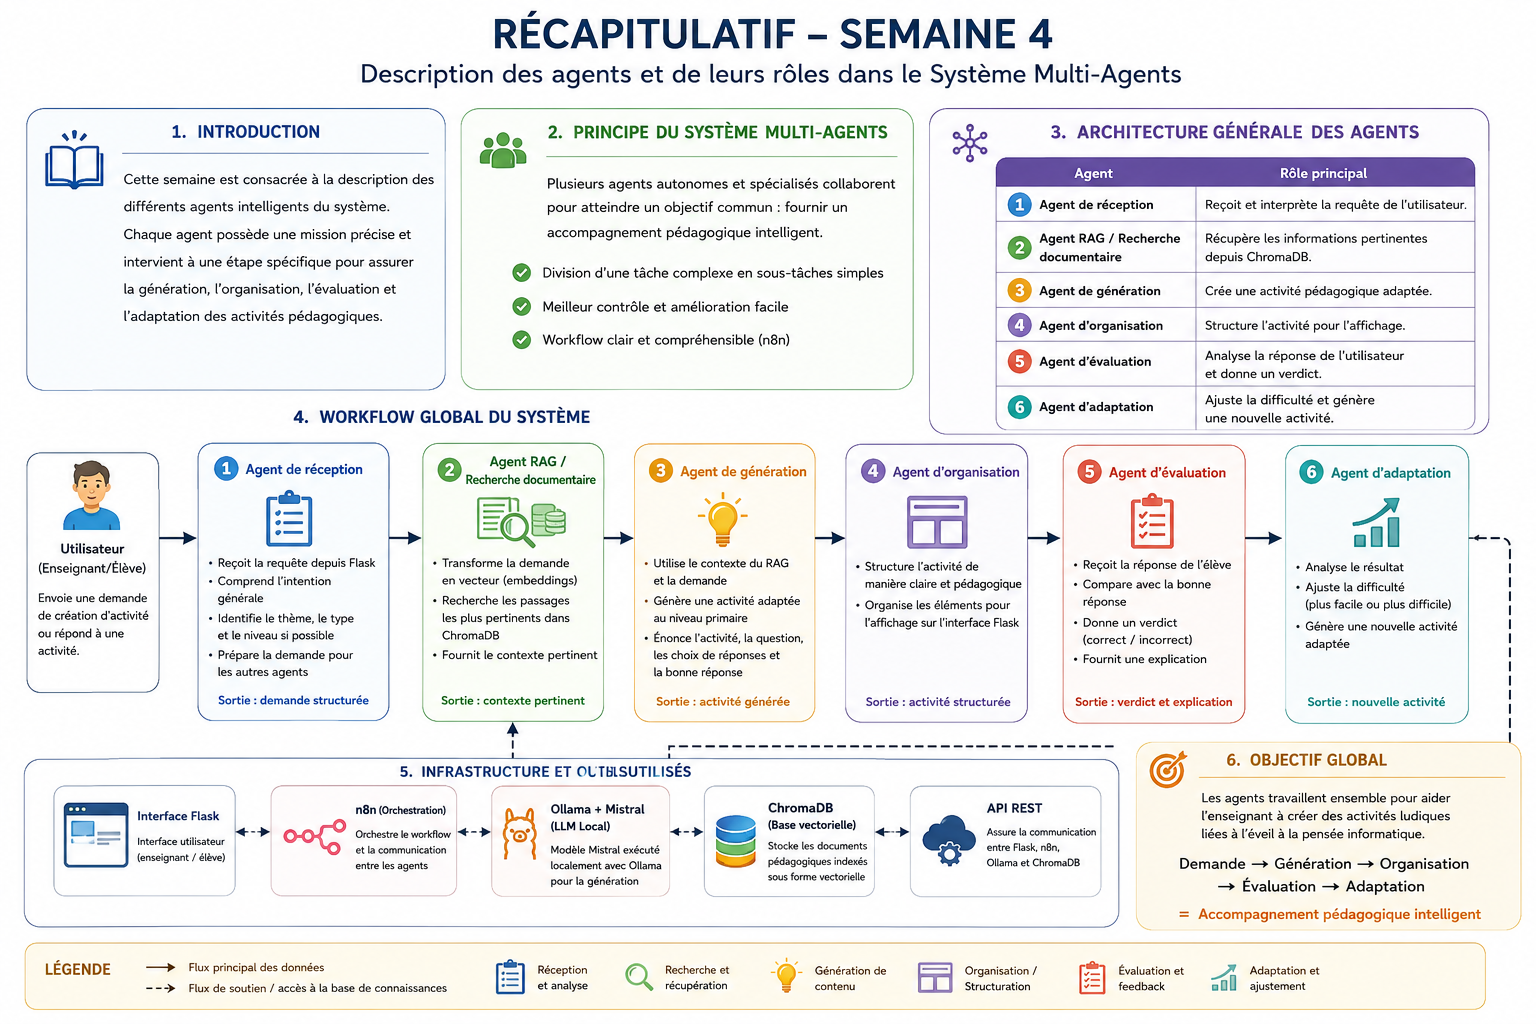 RÉCAPITULATIF – SEMAINE 4
Description des agents et de leurs rôles dans le Système Multi-Agents
1. INTRODUCTION
Cette semaine est consacrée à la description des
différents agents intelligents du système.
Chaque agent possède une mission précise et
intervient à une étape spécifique pour assurer
la génération, l'organisation, l'évaluation et
l'adaptation des activités pédagogiques.
2. PRINCIPE DU SYSTÈME MULTI-AGENTS
Plusieurs agents autonomes et spécialisés collaborent
pour atteindre un objectif commun : fournir un
accompagnement pédagogique intelligent.
Division d'une tâche complexe en sous-tâches simples
Meilleur contrôle et amélioration facile
Workflow clair et compréhensible (n8n)
3. ARCHITECTURE GÉNÉRALE DES AGENTS
Agent Rôle principal
1 Agent de réception Reçoit et interprète la requête de l'utilisateur.
2 Agent RAG / Recherche
documentaire
Récupère les informations pertinentes
depuis ChromaDB.
3 Agent de génération Crée une activité pédagogique adaptée.
4 Agent d'organisation Structure l'activité pour l'affichage.
5 Agent d'évaluation
Analyse la réponse de l'utilisateur
et donne un verdict.
6 Agent d'adaptation
Ajuste la difficulté et génère
une nouvelle activité.
4. WORKFLOW GLOBAL DU SYSTÈME
Utilisateur
(Enseignant/Élève)
Envoie une demande
de création d'activité
ou répond à une
activité.
1 Agent de réception
• Reçoit la requête depuis Flask
• Comprend l'intention
générale
• Identifie le thème, le type
et le niveau si possible
• Prépare la demande pour
les autres agents
Sortie : demande structurée
2 Agent RAG /
Recherche documentaire
• Transforme la demande
en vecteur (embeddings)
• Recherche les passages
les plus pertinents dans
ChromaDB
• Fournit le contexte pertinent
Sortie : contexte pertinent
3 Agent de génération
• Utilise le contexte du RAG
et la demande
• Génère une activité adaptée
au niveau primaire
• Énonce l'activité, la question,
les choix de réponses et
la bonne réponse
Sortie : activité générée
4 Agent d'organisation
• Structure l'activité de
manière claire et pédagogique
• Organise les éléments pour
l'affichage sur l'interface Flask
Sortie : activité structurée
5 Agent d'évaluation
• Reçoit la réponse de l'élève
• Compare avec la bonne
réponse
• Donne un verdict
(correct / incorrect)
• Fournit une explication
Sortie : verdict et explication
6 Agent d'adaptation
• Analyse le résultat
• Ajuste la difficulté
(plus facile ou plus difficile)
• Génère une nouvelle activité
adaptée
Sortie : nouvelle activité
5. INFRASTRUCTURE ET
Interface Flask
Interface utilisateur
(enseignant / élève)
n8n (Orchestration)
Orchestre le workflow
et la communication
entre les agents
Ollama + Mistral
(LLM Local)
Modèle Mistral exécuté
localement avec Ollama
pour la génération
ChromaDB
(Base vectorielle)
Stocke les documents
pédagogiques indexés
sous forme vectorielle
API REST
Assure la communication
entre Flask, n8n,
Ollama et ChromaDB
6. OBJECTIF GLOBAL
Les agents travaillent ensemble pour aider
l'enseignant à créer des activités ludiques
liées à l'éveil à la pensée informatique.
Demande → Génération → Organisation
→ Évaluation → Adaptation
= Accompagnement pédagogique intelligent
LÉGENDE
Flux principal des données
Flux de soutien / accès à la base de connaissances
Réception
et analyse
Recherche et
récupération
Génération de
contenu
Organisation /
Structuration
Évaluation et
feedback
Adaptation et
ajustement